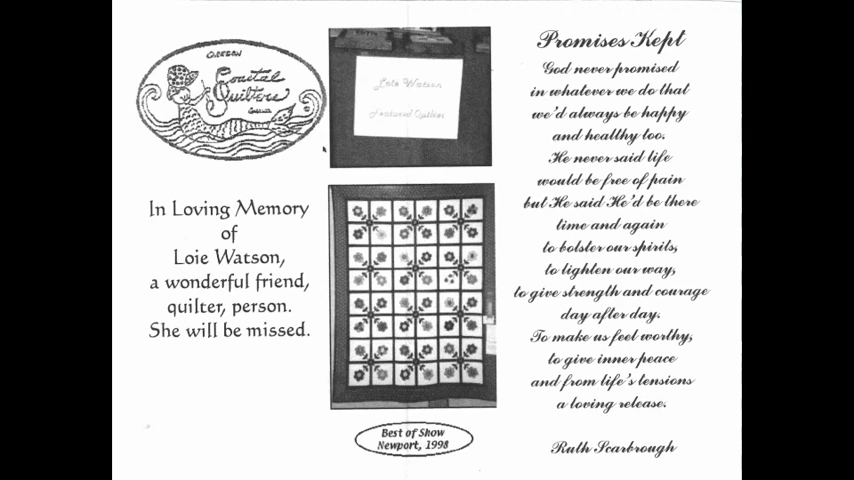 OREGON
Coastal
Quilters
In Loving Memory
of
Loie Watson,
a wonderful friend,
quilter, person.
She will be missed.
Loie Watson
Featured Quilter
Best of Show
Newport, 1998
Promises Kept
God never promised
in whatever we do that
we'd always be happy
and healthy too.
He never said life
would be free of pain
but He said He'd be there
time and again
to bolster our spirits,
to lighten our way,
to give strength and courage
day after day.
To make us feel worthy,
to give inner peace
and from life's tensions
a loving release.
Ruth Scarbrough